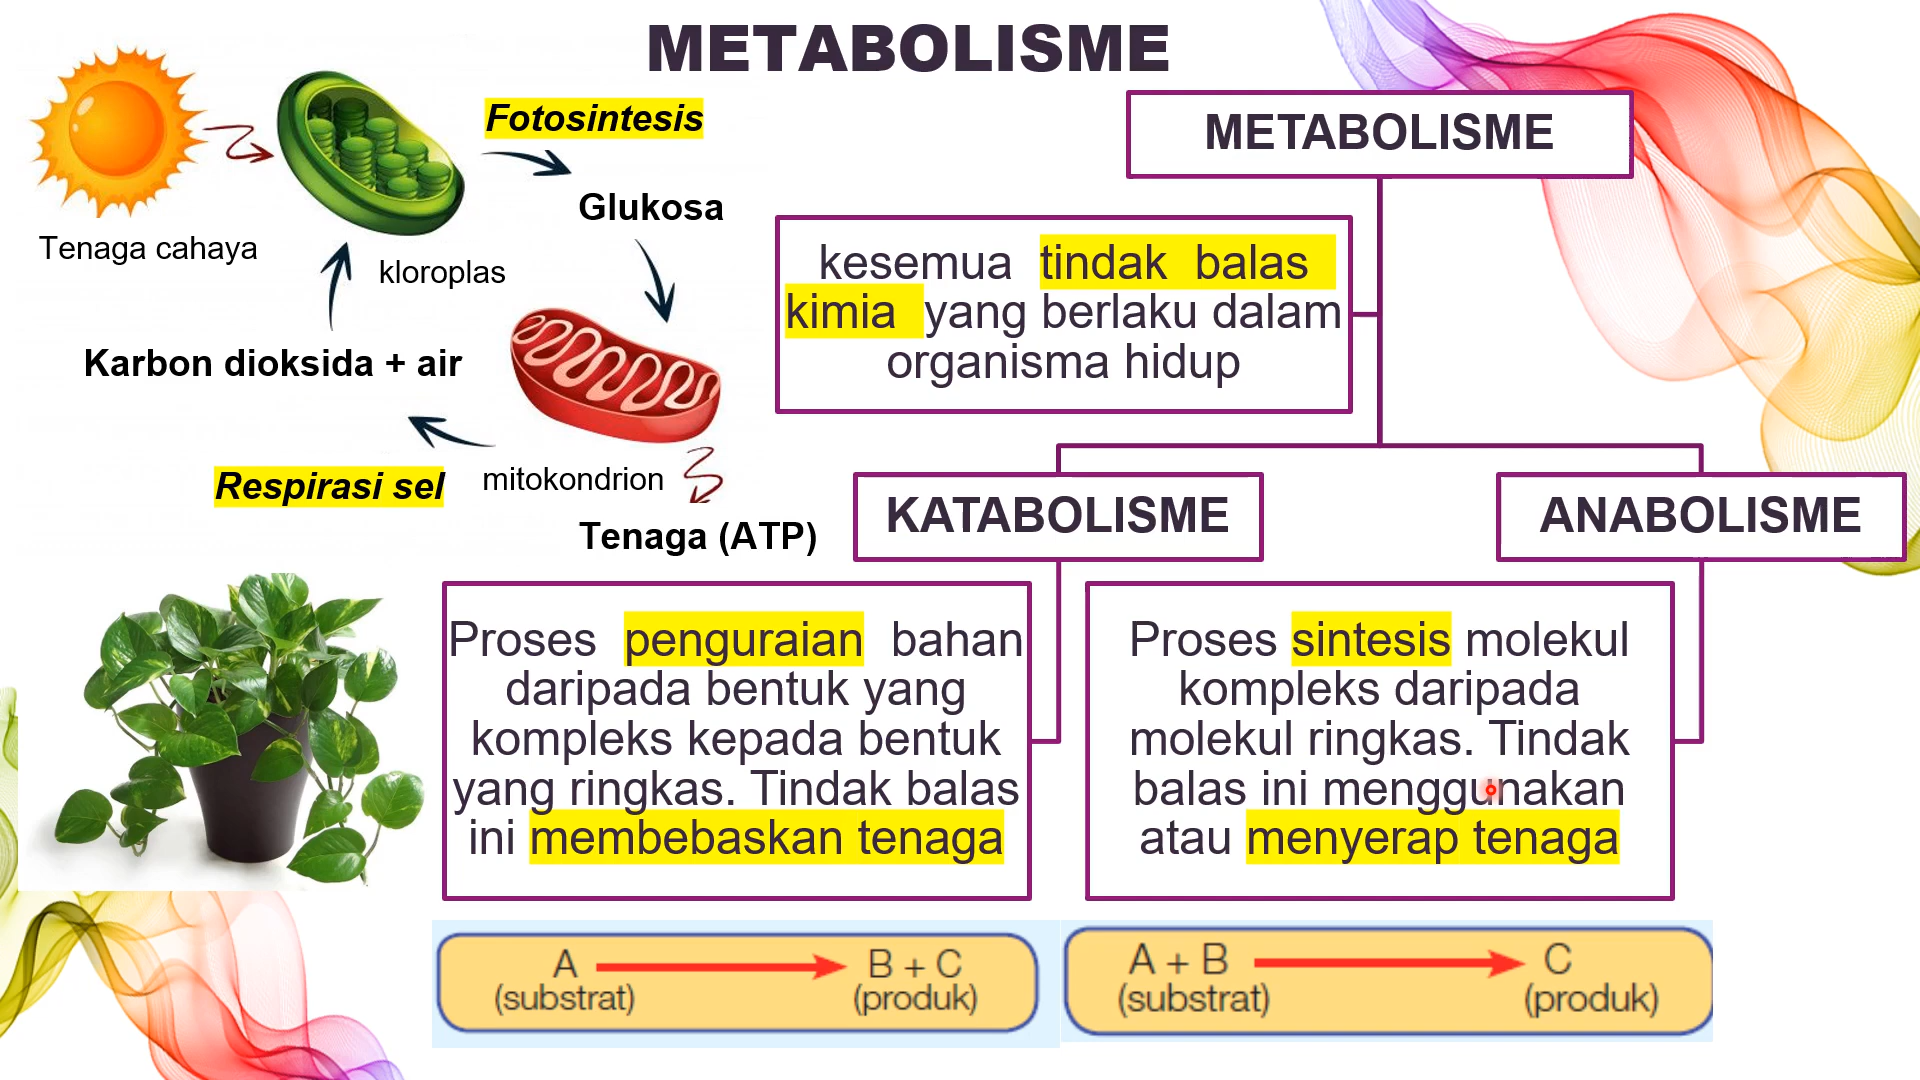 METABOLISME
Fotosintesis
Glukosa
Tenaga cahaya
kloroplas
Karbon dioksida + air
Respirasi sel
mitokondrion
Tenaga (ATP)
METABOLISME
kesemua tindak balas
kimia yang berlaku dalam
organisma hidup
KATABOLISME
Proses penguraian bahan
daripada bentuk yang
kompleks kepada bentuk
yang ringkas. Tindak balas
ini membebaskan tenaga
A → B + C
(substrat) (produk)
ANABOLISME
Proses sintesis molekul
kompleks daripada
molekul ringkas. Tindak
balas ini menggunakan
atau menyerap tenaga
A + B → C
(substrat) (produk)